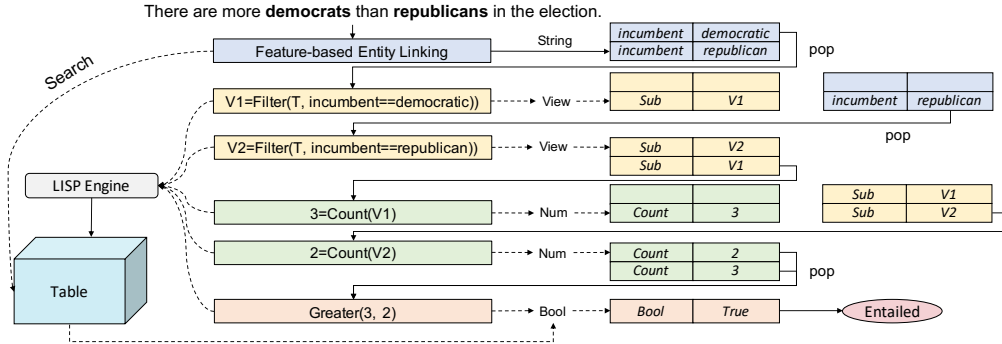 There are more democrats than republicans in the election.
Feature-based Entity Linking
String
incumbent democratic
incumbent republican
pop
Search
V1=Filter(T, incumbent==democratic))
View
Sub V1
incumbent republican
pop
V2=Filter(T, incumbent==republican))
View
Sub V2
Sub V1
LISP Engine
3=Count(V1)
Num
Count 3
Sub V1
Sub V2
2=Count(V2)
Num
Count 2
Count 3
pop
Table
Greater(3, 2)
Bool
Bool True
Entailed